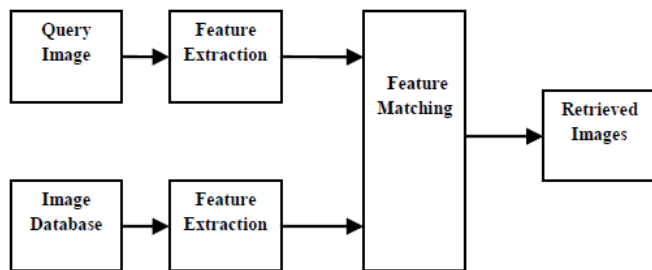 Query
Image
Feature
Extraction
Feature
Matching
Retrieved
Images
Image
Database
Feature
Extraction